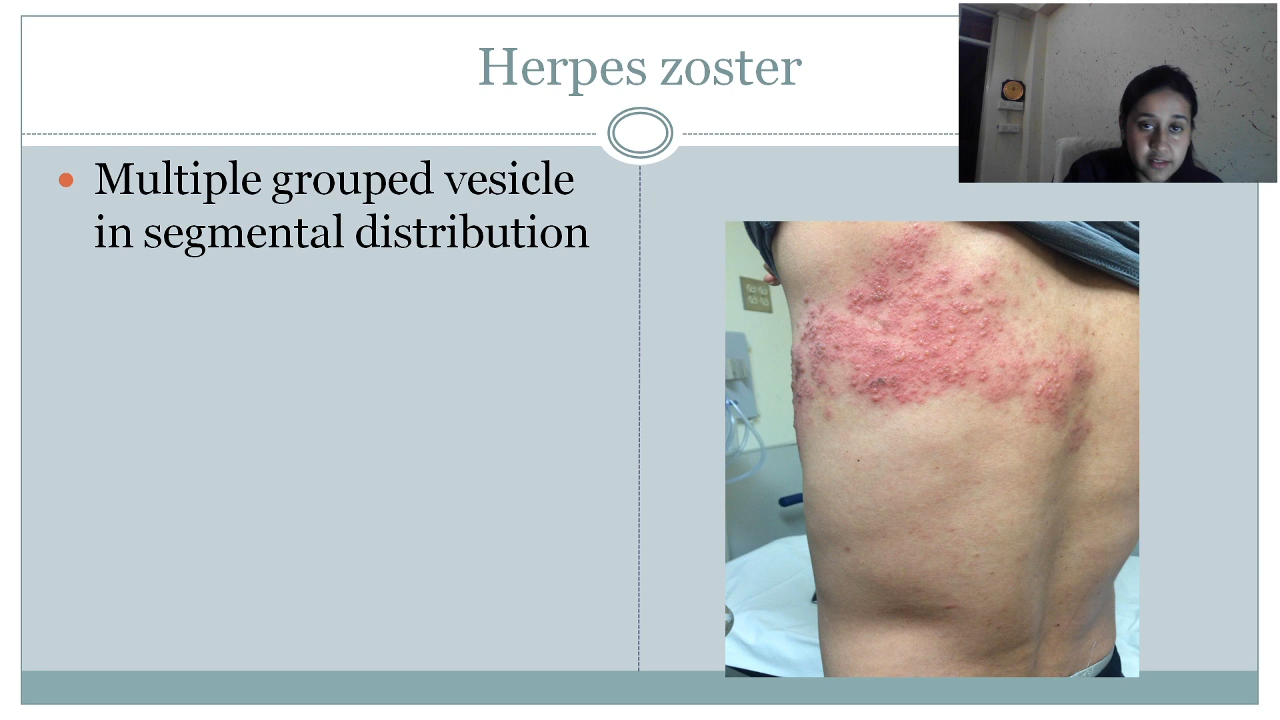 Herpes zoster
Multiple grouped vesicle
in segmental distribution